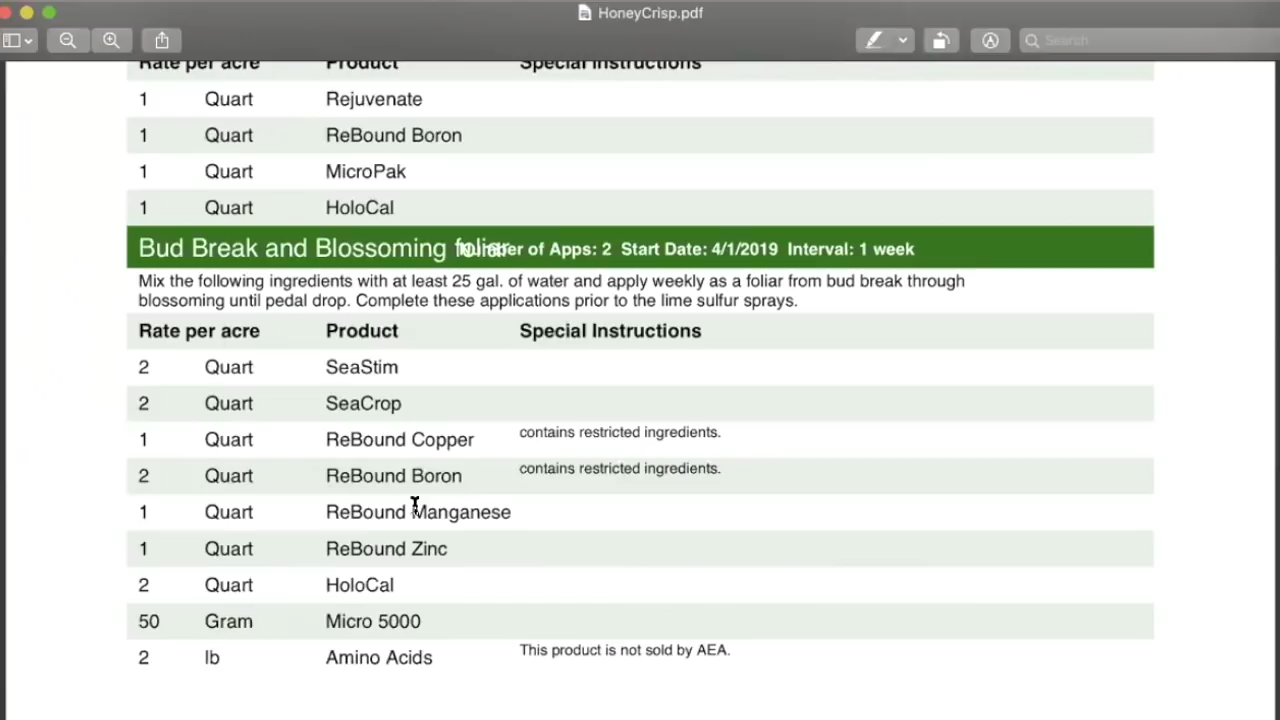 HoneyCrisp.pdf
Search
Rate per acre Product Special Instructions
1 Quart Rejuvenate
1 Quart ReBound Boron
1 Quart MicroPak
1 Quart HoloCal
Bud Break and Blossoming foliar Number of Apps: 2 Start Date: 4/1/2019 Interval: 1 week
Mix the following ingredients with at least 25 gal. of water and apply weekly as a foliar from bud break through
blossoming until pedal drop. Complete these applications prior to the lime sulfur sprays.
Rate per acre Product Special Instructions
2 Quart SeaStim
2 Quart SeaCrop
1 Quart ReBound Copper contains restricted ingredients.
2 Quart ReBound Boron contains restricted ingredients.
1 Quart ReBound Manganese
1 Quart ReBound Zinc
2 Quart HoloCal
50 Gram Micro 5000
2 lb Amino Acids This product is not sold by AEA.